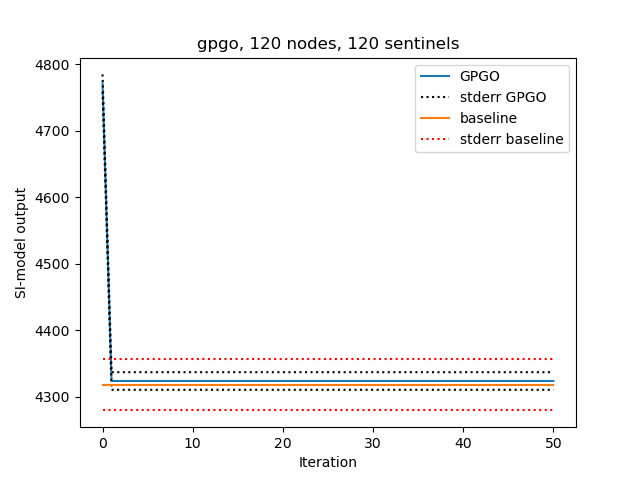 gpgo, 120 nodes, 120 sentinels
4800
4700
4600
4500
4400
4300
SI-model output
GPGO
stderr GPGO
baseline
stderr baseline
0
10
20
30
40
50
Iteration